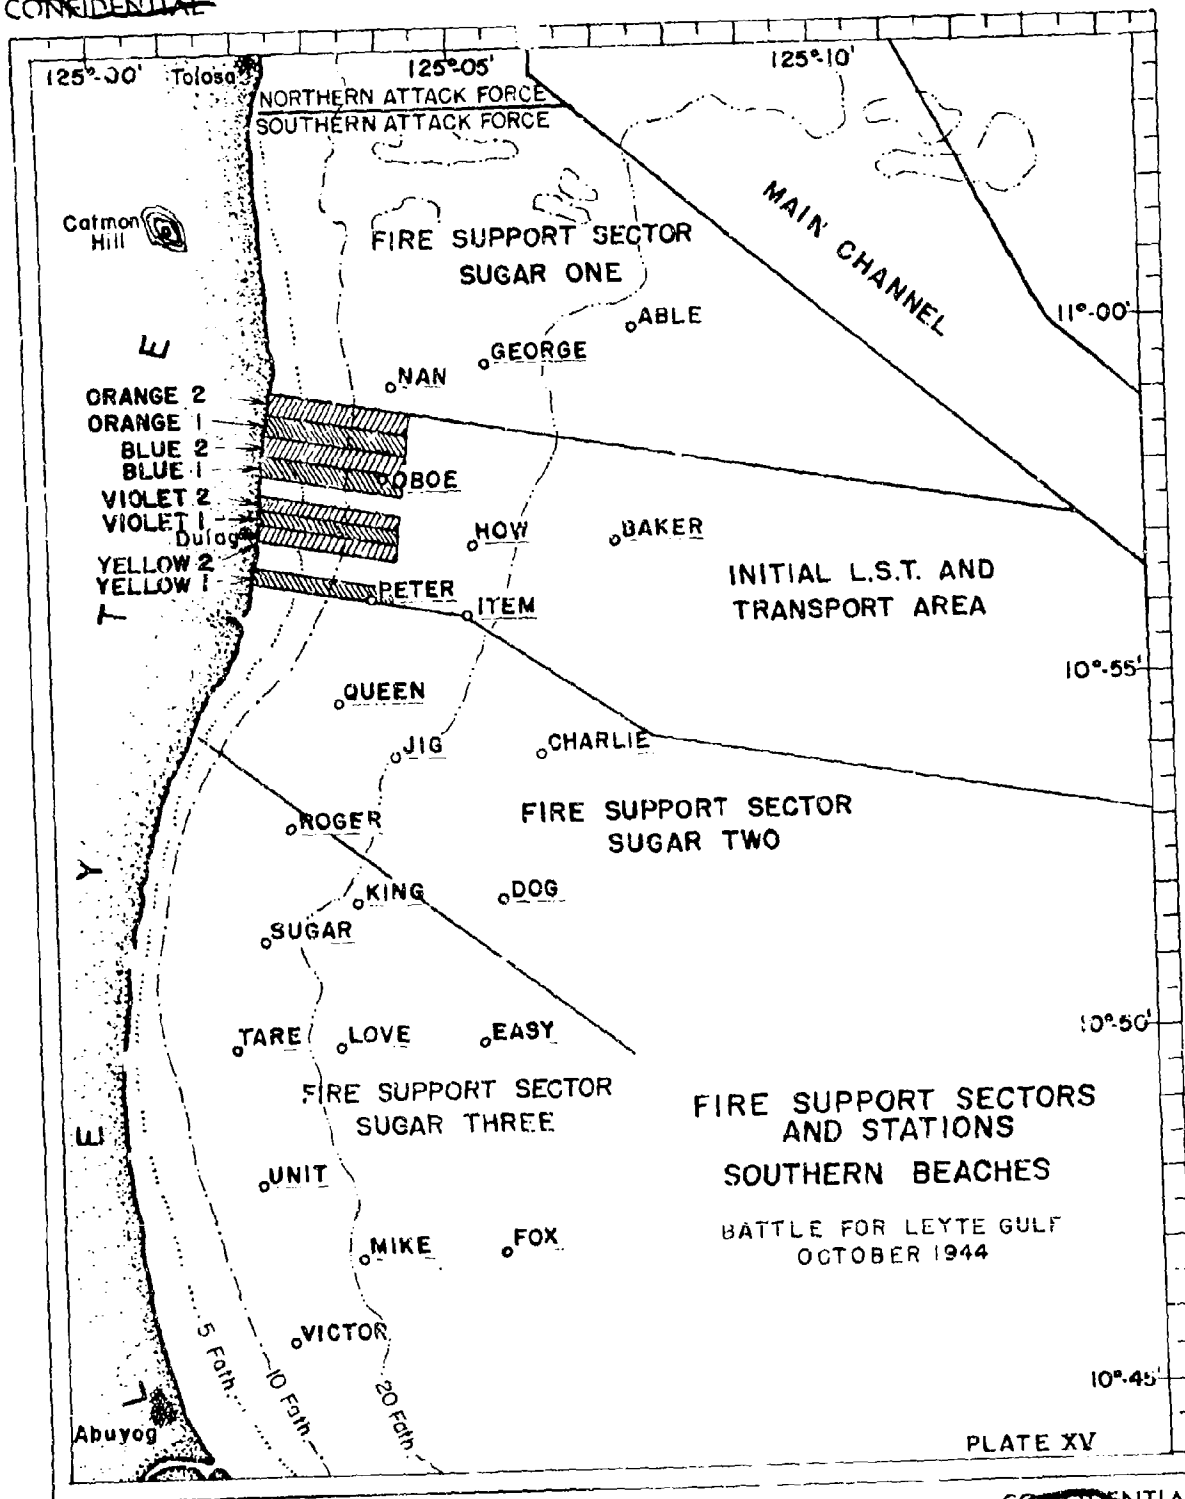 CONFIDENTIAL
125°-00'
Tolosa
125°-05'
125°-10'
NORTHERN ATTACK FORCE
SOUTHERN ATTACK FORCE
Catmon
Hill
FIRE SUPPORT SECTOR
SUGAR ONE
MAIN CHANNEL
11°-00'
ABLE
GEORGE
NAN
ORANGE 2
ORANGE 1
BLUE 2
BLUE 1
OBOE
VIOLET 2
VIOLET 1
Dulag
YELLOW 2
YELLOW 1
HOW
BAKER
PETER
ITEM
INITIAL L.S.T. AND
TRANSPORT AREA
10°-55'
QUEEN
JIG
CHARLIE
FIRE SUPPORT SECTOR
SUGAR TWO
ROGER
KING
DOG
SUGAR
TARE
LOVE
EASY
10°-50'
FIRE SUPPORT SECTOR
SUGAR THREE
FIRE SUPPORT SECTORS
AND STATIONS
SOUTHERN BEACHES
BATTLE FOR LEYTE GULF
OCTOBER 1944
UNIT
MIKE
FOX
VICTOR
5 Fath.
10 Fath.
20 Fath.
10°-45'
LEYTE
Abuyog
PLATE XV
CONFIDENTIAL